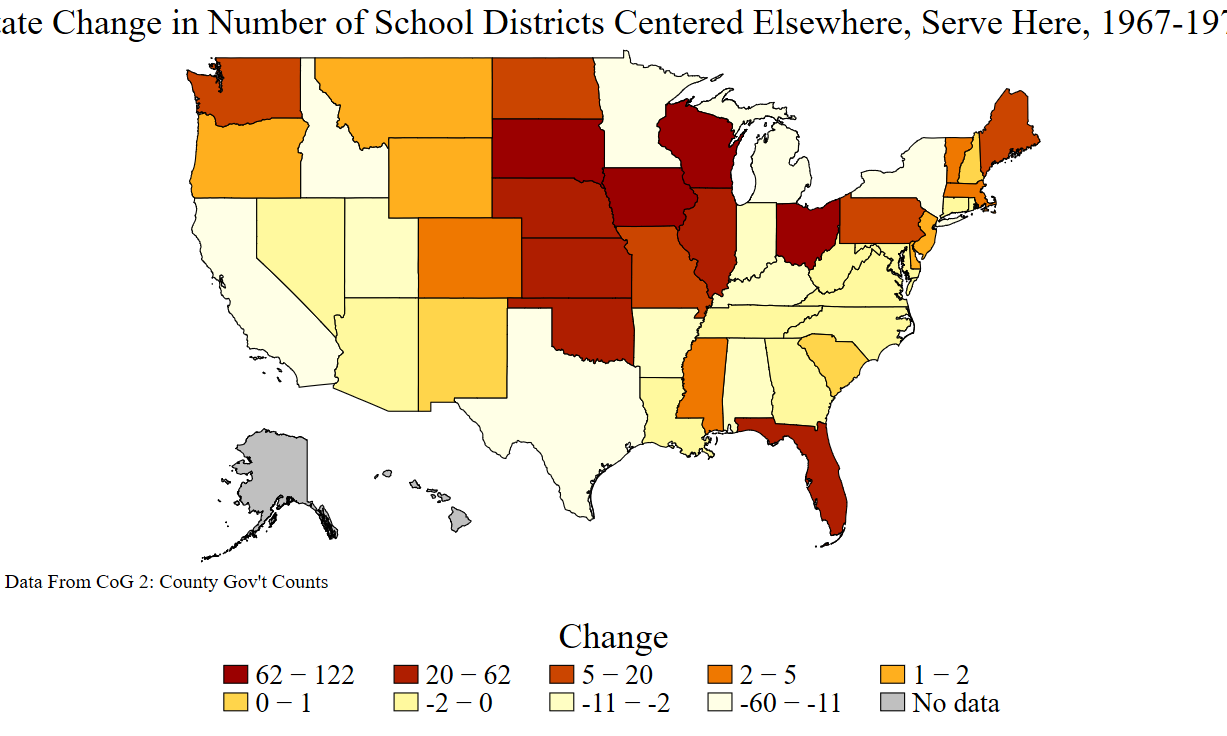 ate Change in Number of School Districts Centered Elsewhere, Serve Here, 1967-197
Data From CoG 2: County Gov't Counts
Change
62 − 122 20 − 62 5 − 20 2 − 5 1 − 2
0 − 1 -2 − 0 -11 − -2 -60 − -11 No data